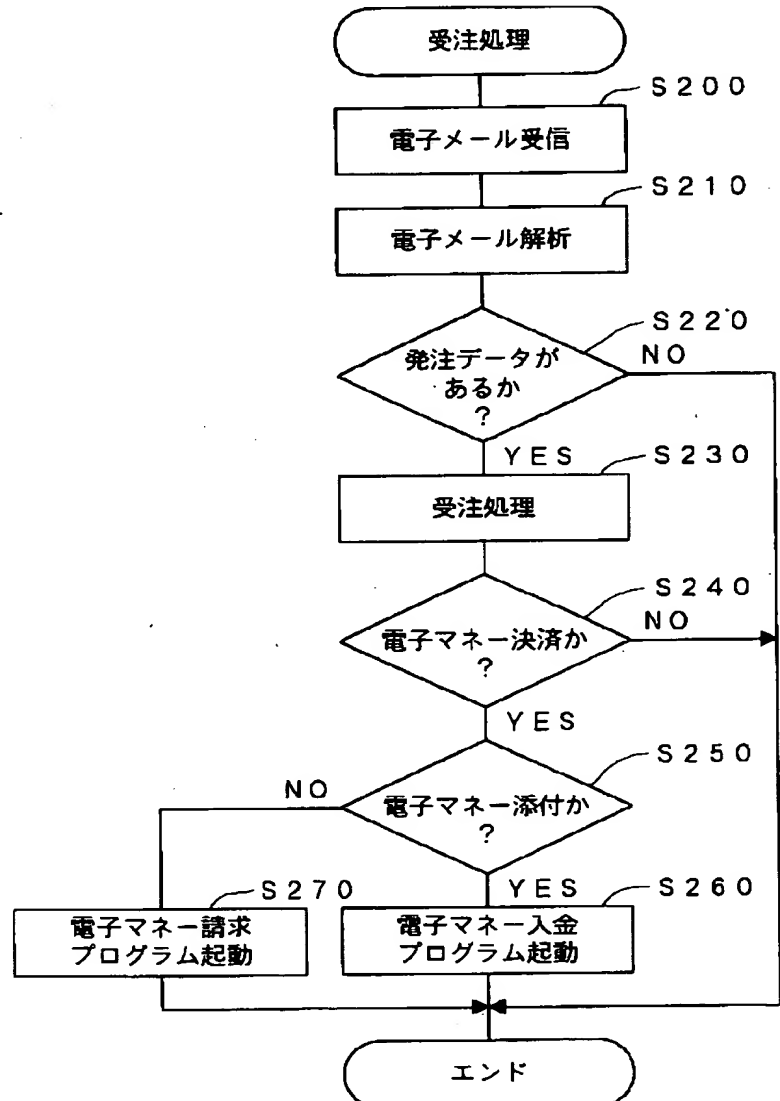 受注処理
S200
電子メール受信
S210
電子メール解析
S220
発注データが
あるか
?
NO
YES
S230
受注処理
S240
電子マネー決済か
?
NO
YES
S250
電子マネー添付か
?
NO
YES
S270
電子マネー請求
プログラム起動
S260
電子マネー入金
プログラム起動
エンド